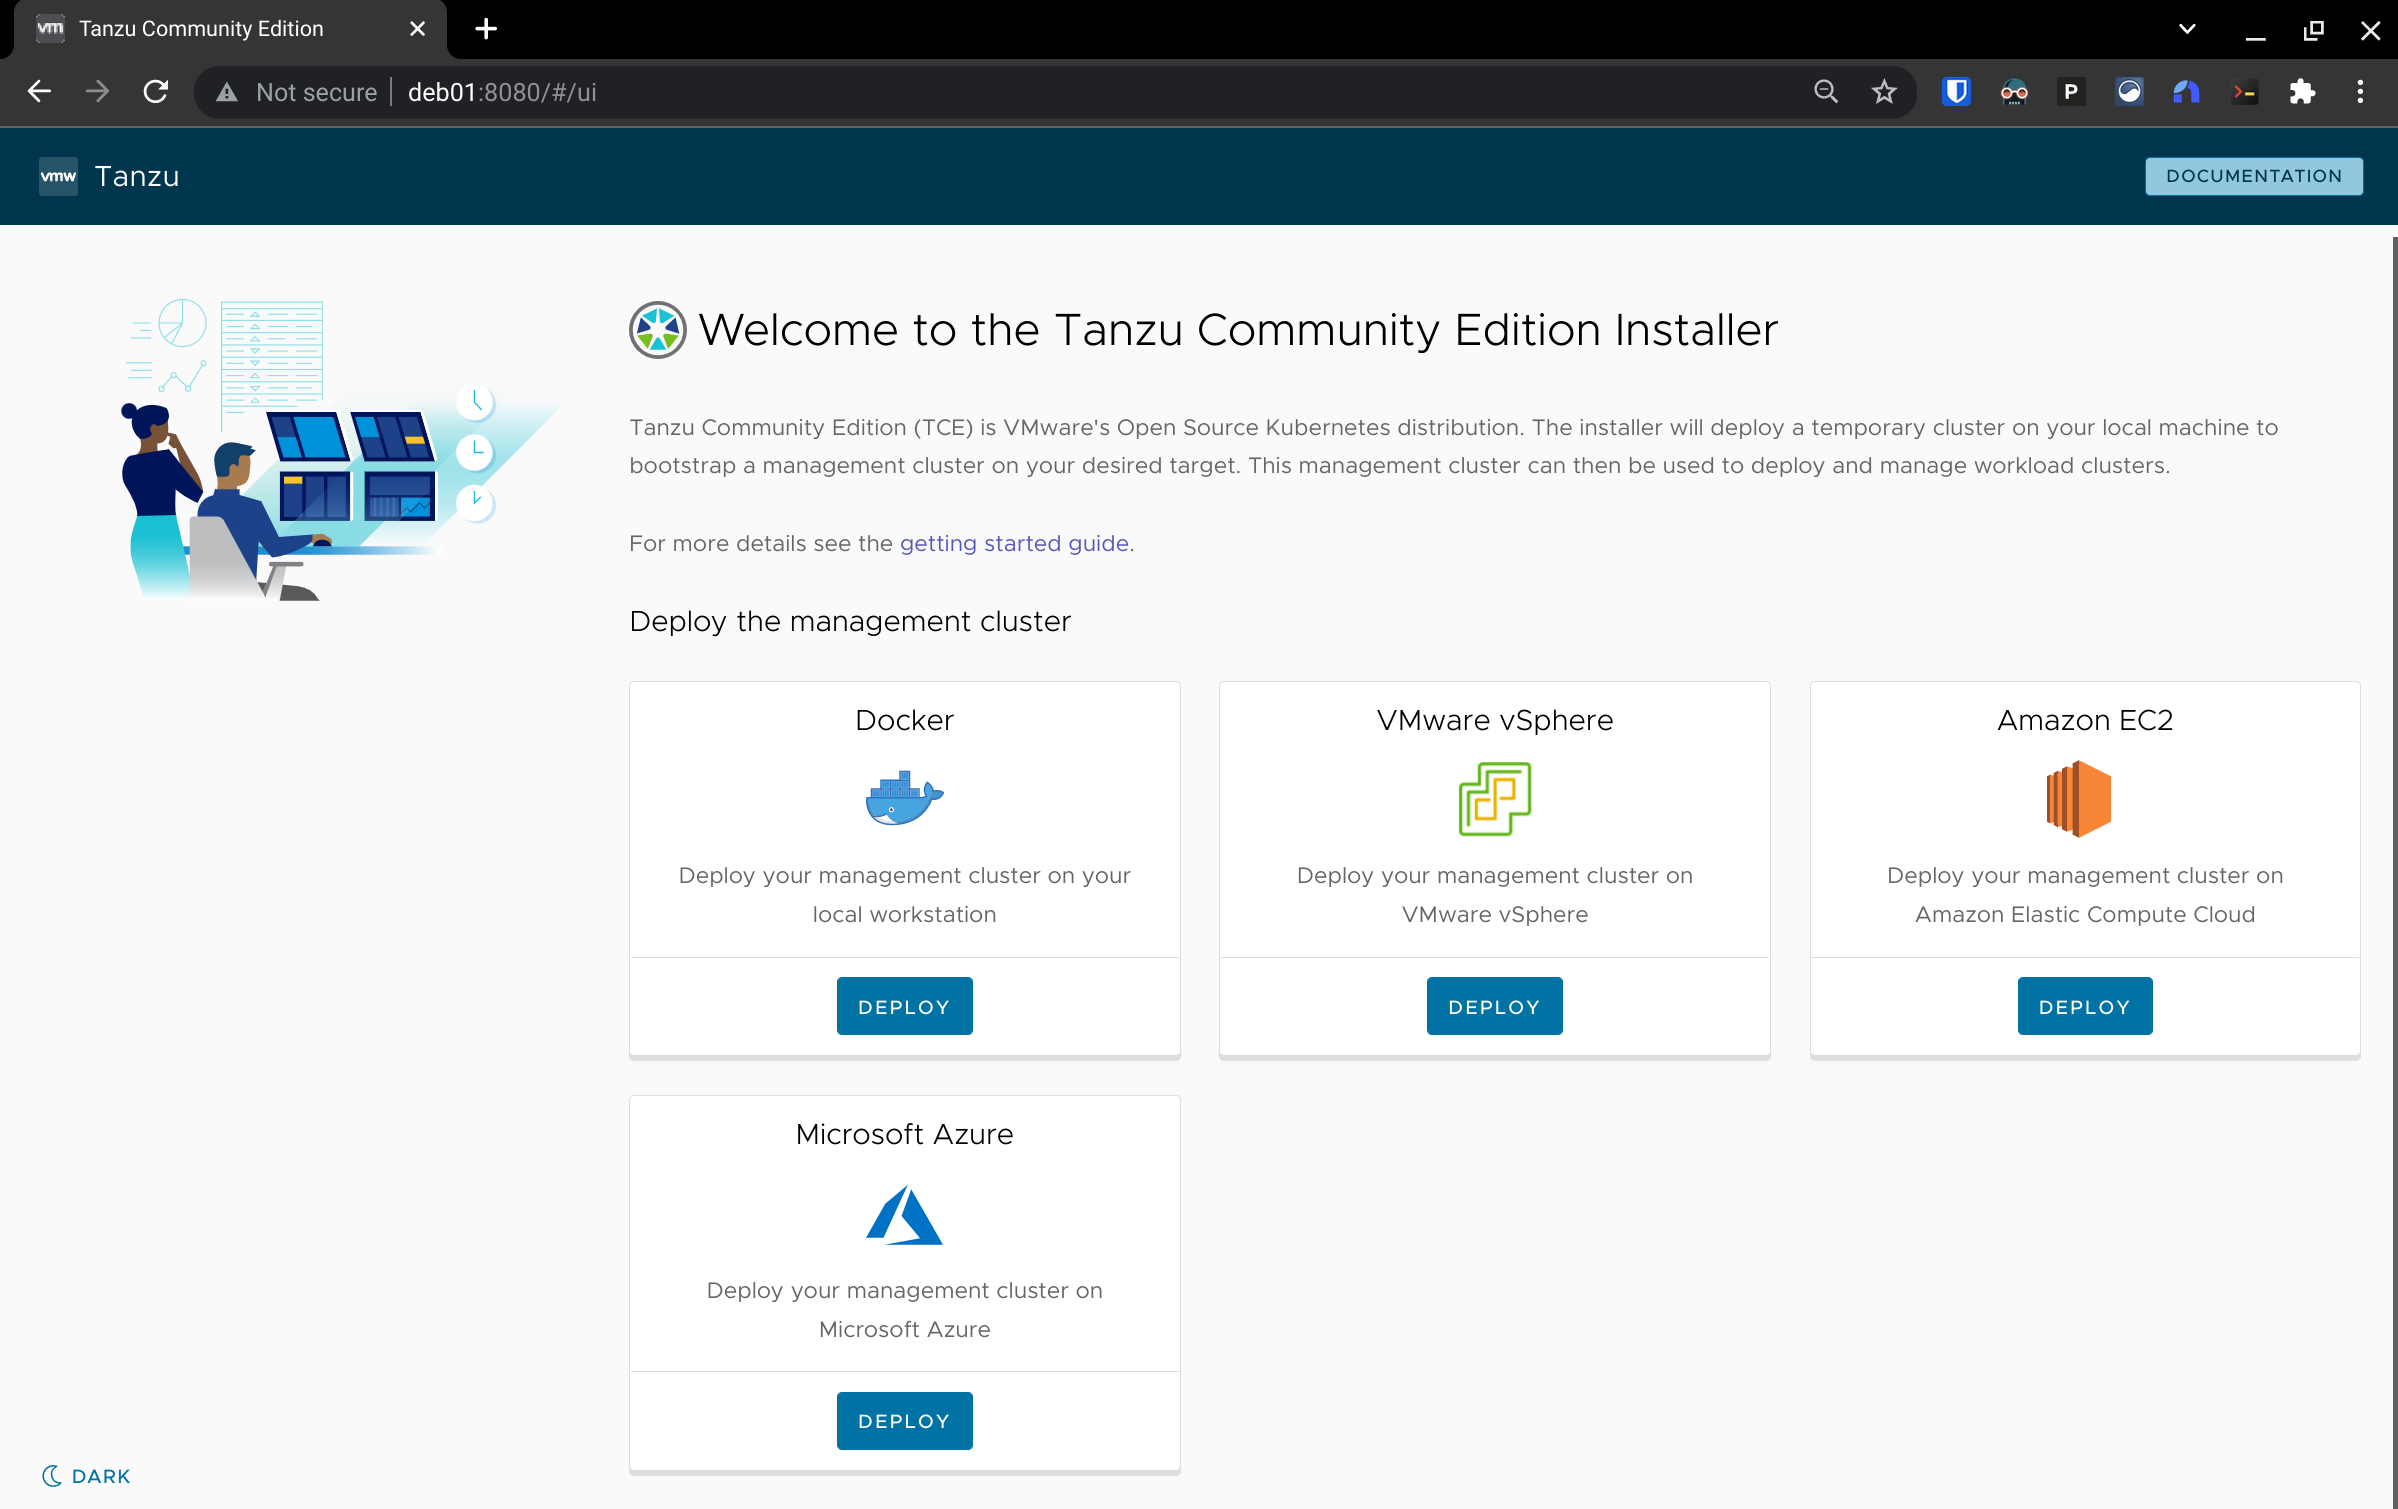 vm Tanzu Community Edition
Not secure deb01:8080/#/ui
P
vmw Tanzu
DOCUMENTATION
Welcome to the Tanzu Community Edition Installer
Tanzu Community Edition (TCE) is VMware's Open Source Kubernetes distribution. The installer will deploy a temporary cluster on your local machine to
bootstrap a management cluster on your desired target. This management cluster can then be used to deploy and manage workload clusters.
For more details see the getting started guide.
Deploy the management cluster
Docker
Deploy your management cluster on your
local workstation
DEPLOY
VMware vSphere
Deploy your management cluster on
VMware vSphere
DEPLOY
Amazon EC2
Deploy your management cluster on
Amazon Elastic Compute Cloud
DEPLOY
Microsoft Azure
Deploy your management cluster on
Microsoft Azure
DEPLOY
DARK